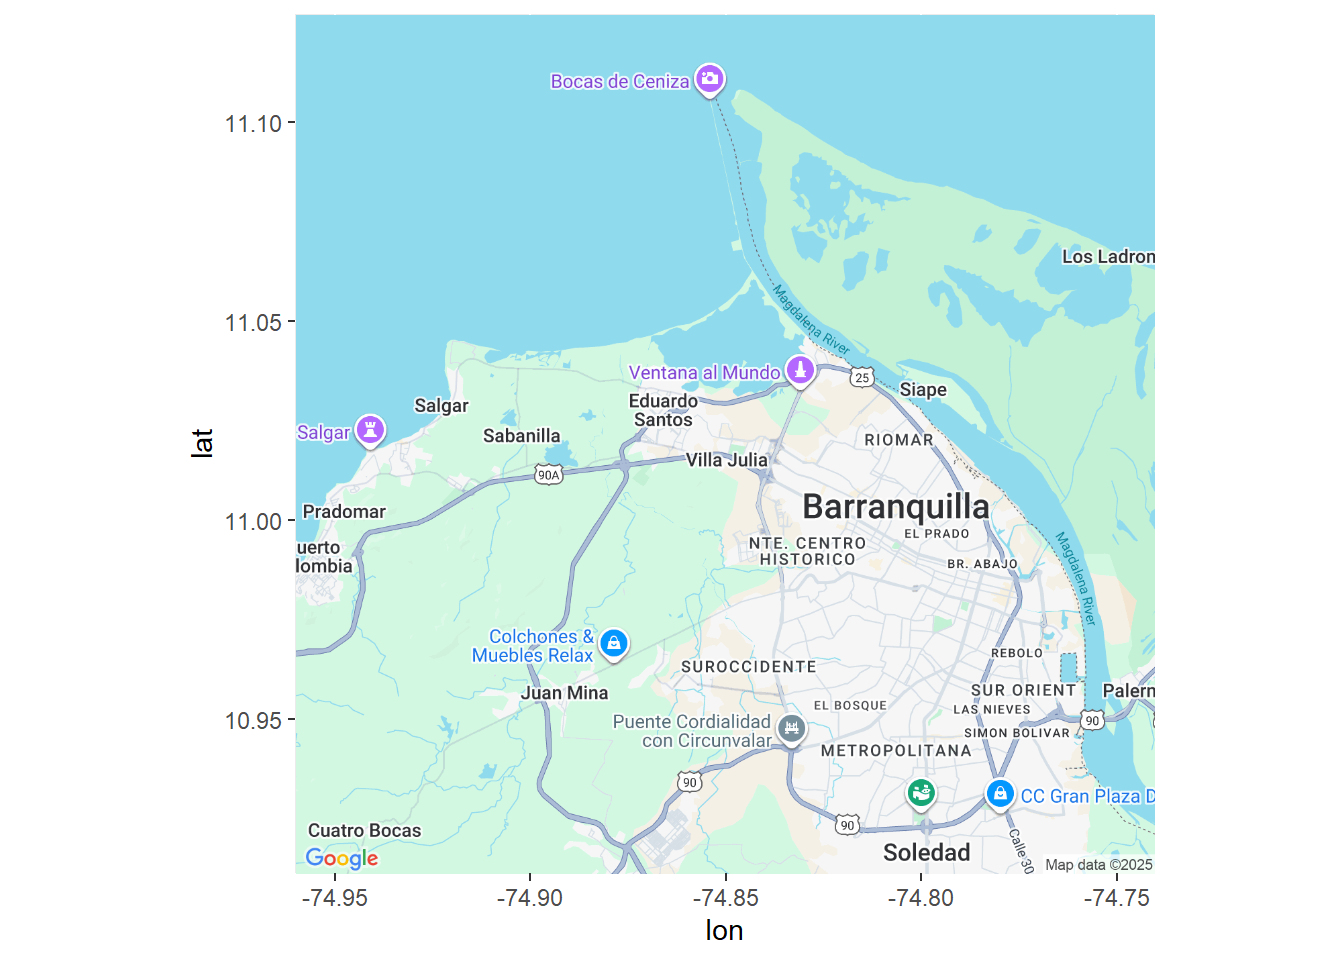 Bocas de Ceniza
11.10
Los Ladron
Magdalena River
11.05
Ventana al Mundo
25
Siape
Eduardo
Santos
Salgar
Salgar
Sabanilla
RIOMAR
Villa Julia
90A
Barranquilla
Pradomar
11.00
EL PRADO
NTE. CENTRO
HISTORICO
uerto
lombia
BR. ABAJO
Magdalena River
Colchones &
Muebles Relax
REBOLO
SUROCCIDENTE
Juan Mina
SUR ORIENT
Palern
EL BOSQUE
LAS NIEVES
10.95
Puente Cordialidad
con Circunvalar
90
SIMON BOLIVAR
METROPOLITANA
90
CC Gran Plaza D
90
Cuatro Bocas
Calle 30
Soledad
Google
Map data ©2025
-74.95
-74.90
-74.85
-74.80
-74.75
lon
lat